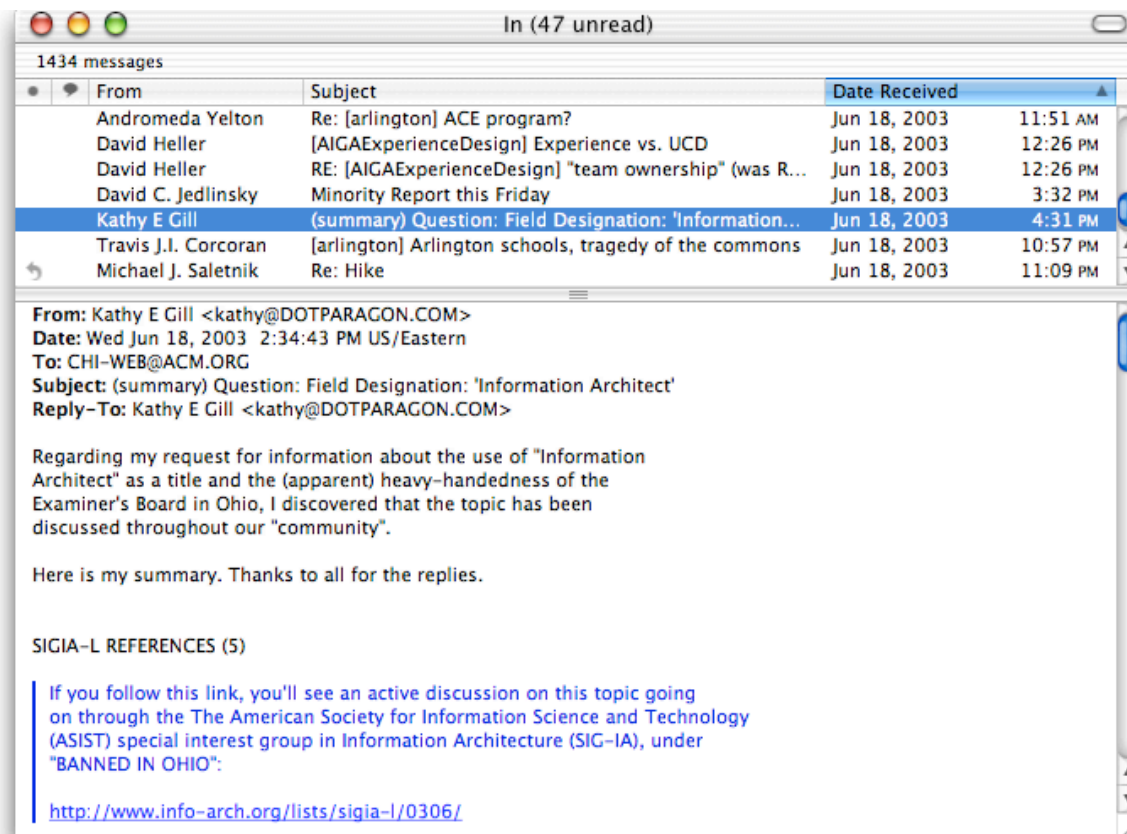 In (47 unread)
1434 messages
From Subject Date Received
Andromeda Yelton Re: [arlington] ACE program? Jun 18, 2003 11:51 AM
David Heller [AIGAExperienceDesign] Experience vs. UCD Jun 18, 2003 12:26 PM
David Heller RE: [AIGAExperienceDesign] "team ownership" (was R... Jun 18, 2003 12:26 PM
David C. Jedlinsky Minority Report this Friday Jun 18, 2003 3:32 PM
Kathy E Gill (summary) Question: Field Designation: 'Information... Jun 18, 2003 4:31 PM
Travis J.I. Corcoran [arlington] Arlington schools, tragedy of the commons Jun 18, 2003 10:57 PM
Michael J. Saletnik Re: Hike Jun 18, 2003 11:09 PM
From: Kathy E Gill <kathy@DOTPARAGON.COM>
Date: Wed Jun 18, 2003 2:34:43 PM US/Eastern
To: CHI-WEB@ACM.ORG
Subject: (summary) Question: Field Designation: 'Information Architect'
Reply-To: Kathy E Gill <kathy@DOTPARAGON.COM>
Regarding my request for information about the use of "Information
Architect" as a title and the (apparent) heavy-handedness of the
Examiner's Board in Ohio, I discovered that the topic has been
discussed throughout our "community".
Here is my summary. Thanks to all for the replies.
SIGIA-L REFERENCES (5)
If you follow this link, you'll see an active discussion on this topic going
on through the The American Society for Information Science and Technology
(ASIST) special interest group in Information Architecture (SIG-IA), under
"BANNED IN OHIO":
http://www.info-arch.org/lists/sigia-l/0306/